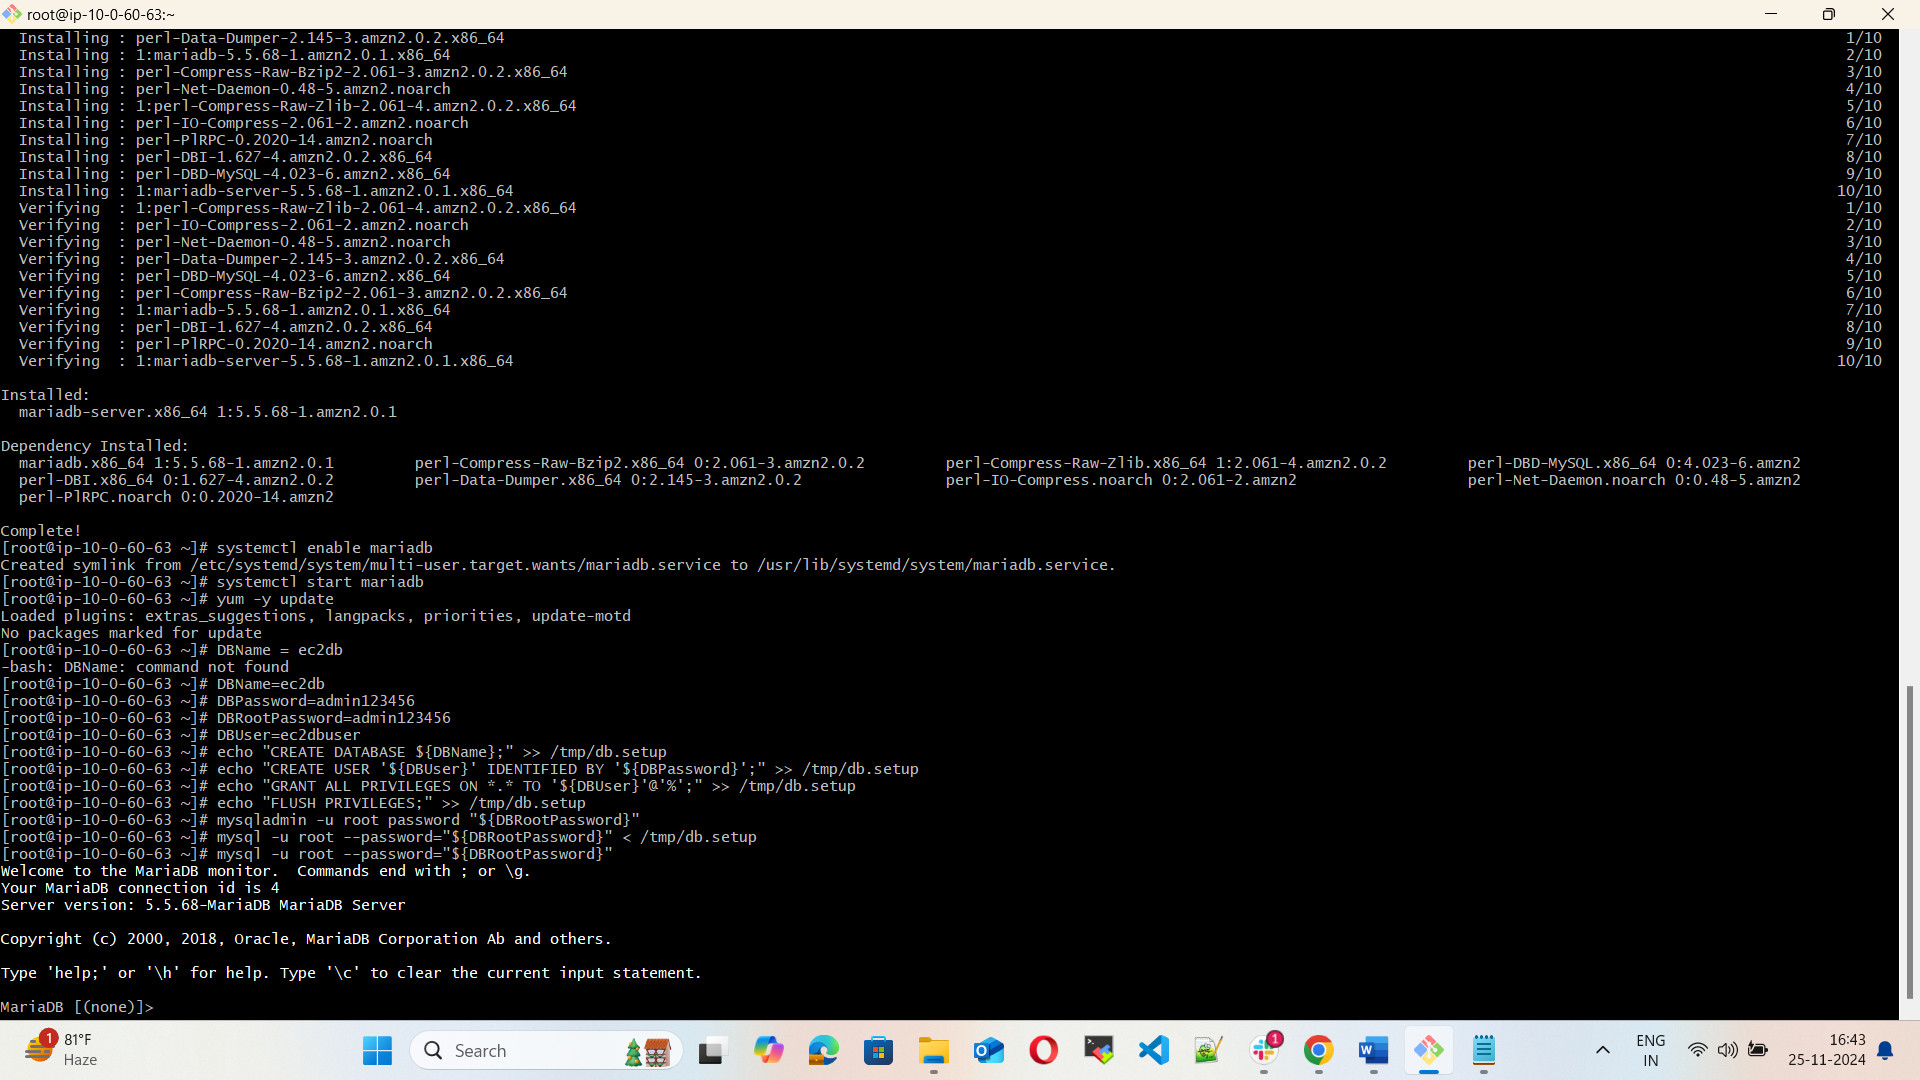 root@ip-10-0-60-63:~
Installing : perl-Data-Dumper-2.145-3.amzn2.0.2.x86_64 1/10
Installing : 1:mariadb-5.5.68-1.amzn2.0.1.x86_64 2/10
Installing : perl-Compress-Raw-Bzip2-2.061-3.amzn2.0.2.x86_64 3/10
Installing : perl-Net-Daemon-0.48-5.amzn2.noarch 4/10
Installing : 1:perl-Compress-Raw-Zlib-2.061-4.amzn2.0.2.x86_64 5/10
Installing : perl-IO-Compress-2.061-2.amzn2.noarch 6/10
Installing : perl-PlRPC-0.2020-14.amzn2.noarch 7/10
Installing : perl-DBI-1.627-4.amzn2.0.2.x86_64 8/10
Installing : perl-DBD-MySQL-4.023-6.amzn2.x86_64 9/10
Installing : 1:mariadb-server-5.5.68-1.amzn2.0.1.x86_64 10/10
Verifying : 1:perl-Compress-Raw-Zlib-2.061-4.amzn2.0.2.x86_64 1/10
Verifying : perl-IO-Compress-2.061-2.amzn2.noarch 2/10
Verifying : perl-Net-Daemon-0.48-5.amzn2.noarch 3/10
Verifying : perl-Data-Dumper-2.145-3.amzn2.0.2.x86_64 4/10
Verifying : perl-DBD-MySQL-4.023-6.amzn2.x86_64 5/10
Verifying : perl-Compress-Raw-Bzip2-2.061-3.amzn2.0.2.x86_64 6/10
Verifying : 1:mariadb-5.5.68-1.amzn2.0.1.x86_64 7/10
Verifying : perl-DBI-1.627-4.amzn2.0.2.x86_64 8/10
Verifying : perl-PlRPC-0.2020-14.amzn2.noarch 9/10
Verifying : 1:mariadb-server-5.5.68-1.amzn2.0.1.x86_64 10/10
Installed:
mariadb-server.x86_64 1:5.5.68-1.amzn2.0.1
Dependency Installed:
mariadb.x86_64 1:5.5.68-1.amzn2.0.1 perl-Compress-Raw-Bzip2.x86_64 0:2.061-3.amzn2.0.2 perl-Compress-Raw-Zlib.x86_64 1:2.061-4.amzn2.0.2 perl-DBD-MySQL.x86_64 0:4.023-6.amzn2
perl-DBI.x86_64 0:1.627-4.amzn2.0.2 perl-Data-Dumper.x86_64 0:2.145-3.amzn2.0.2 perl-IO-Compress.noarch 0:2.061-2.amzn2 perl-Net-Daemon.noarch 0:0.48-5.amzn2
perl-PlRPC.noarch 0:0.2020-14.amzn2
Complete!
[root@ip-10-0-60-63 ~]# systemctl enable mariadb
Created symlink from /etc/systemd/system/multi-user.target.wants/mariadb.service to /usr/lib/systemd/system/mariadb.service.
[root@ip-10-0-60-63 ~]# systemctl start mariadb
[root@ip-10-0-60-63 ~]# yum -y update
Loaded plugins: extras_suggestions, langpacks, priorities, update-motd
No packages marked for update
[root@ip-10-0-60-63 ~]# DBName = ec2db
-bash: DBName: command not found
[root@ip-10-0-60-63 ~]# DBName=ec2db
[root@ip-10-0-60-63 ~]# DBPassword=admin123456
[root@ip-10-0-60-63 ~]# DBRootPassword=admin123456
[root@ip-10-0-60-63 ~]# DBUser=ec2dbuser
[root@ip-10-0-60-63 ~]# echo "CREATE DATABASE ${DBName};" >> /tmp/db.setup
[root@ip-10-0-60-63 ~]# echo "CREATE USER '${DBUser}' IDENTIFIED BY '${DBPassword}';" >> /tmp/db.setup
[root@ip-10-0-60-63 ~]# echo "GRANT ALL PRIVILEGES ON *.* TO '${DBUser}'@'%';" >> /tmp/db.setup
[root@ip-10-0-60-63 ~]# echo "FLUSH PRIVILEGES;" >> /tmp/db.setup
[root@ip-10-0-60-63 ~]# mysqladmin -u root password "${DBRootPassword}"
[root@ip-10-0-60-63 ~]# mysql -u root --password="${DBRootPassword}" < /tmp/db.setup
[root@ip-10-0-60-63 ~]# mysql -u root --password="${DBRootPassword}"
Welcome to the MariaDB monitor.  Commands end with ; or \g.
Your MariaDB connection id is 4
Server version: 5.5.68-MariaDB MariaDB Server
Copyright (c) 2000, 2018, Oracle, MariaDB Corporation Ab and others.
Type 'help;' or '\h' for help. Type '\c' to clear the current input statement.
MariaDB [(none)]>
1
81°F
Haze
Search
1
ENG
IN
16:43
25-11-2024